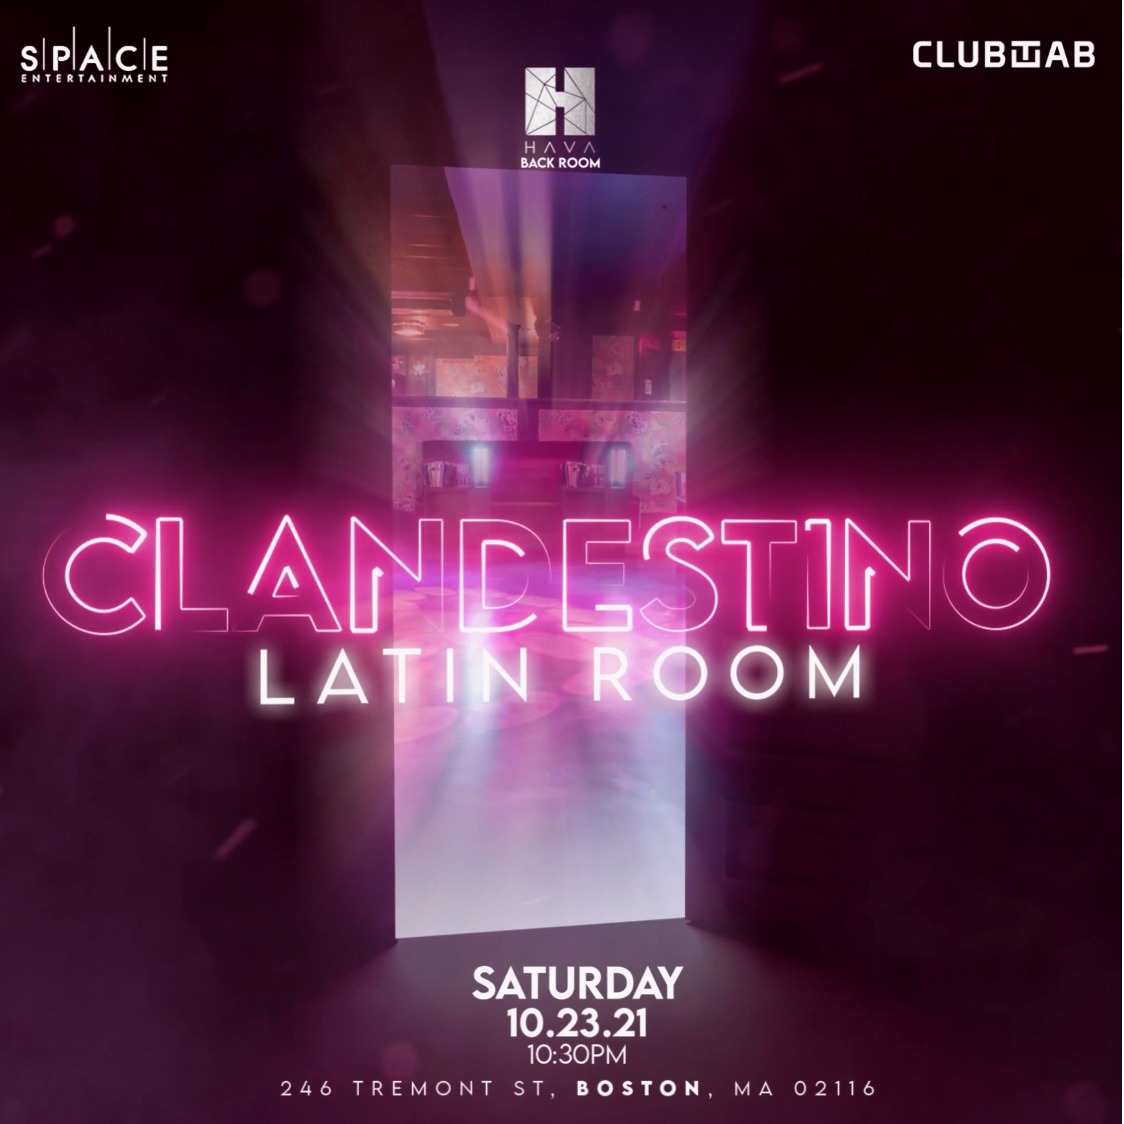 SPACE
ENTERTAINMENT
CLUBTAB
H
HAVA
BACK ROOM
CLANDESTINO
LATIN ROOM
SATURDAY
10.23.21
10:30PM
246 TREMONT ST, BOSTON, MA 02116